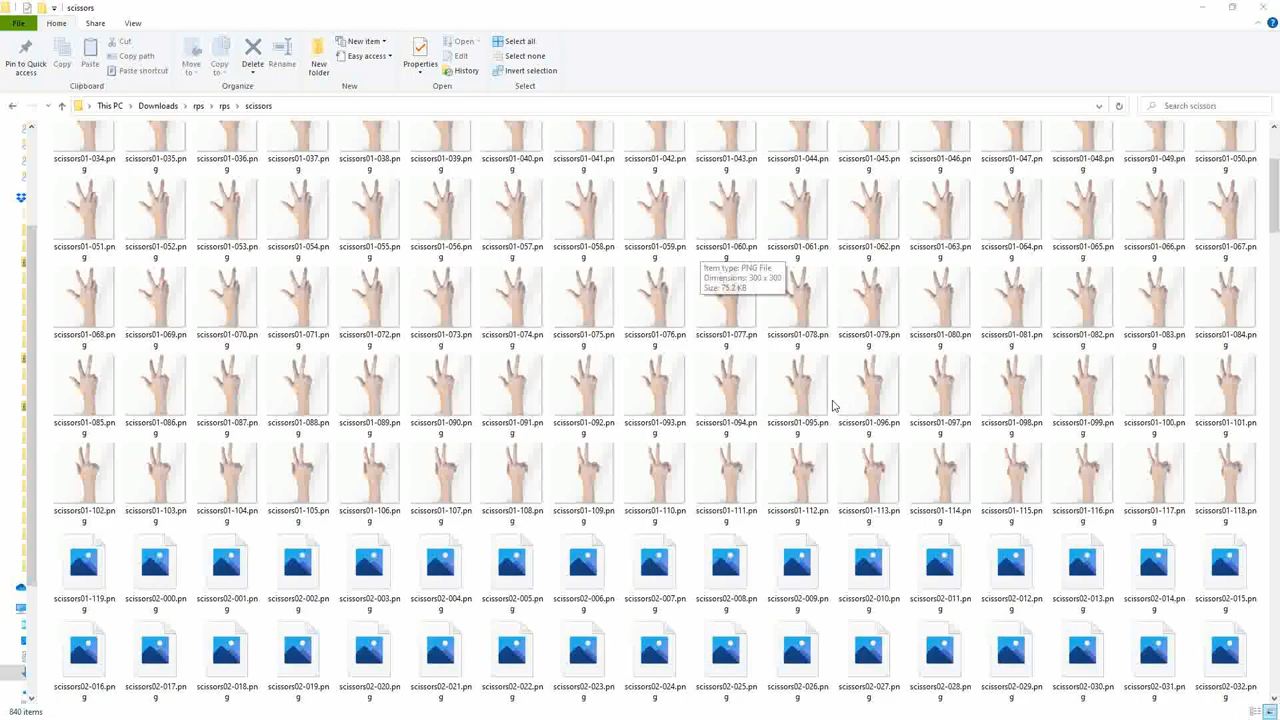 scissors
File Home Share View
Pin to Quick access
Copy
Paste
Cut
Copy path
Paste shortcut
Clipboard
Move to
Copy to
Delete
Rename
Organize
New folder
New item
Easy access
New
Properties
Open
Edit
History
Open
Select all
Select none
Invert selection
Select
This PC > Downloads > rps > rps > scissors
Search scissors
scissors01-034.png scissors01-035.png scissors01-036.png scissors01-037.png scissors01-038.png scissors01-039.png scissors01-040.png scissors01-041.png scissors01-042.png scissors01-043.png scissors01-044.png scissors01-045.png scissors01-046.png scissors01-047.png scissors01-048.png scissors01-049.png scissors01-050.png
scissors01-051.png scissors01-052.png scissors01-053.png scissors01-054.png scissors01-055.png scissors01-056.png scissors01-057.png scissors01-058.png scissors01-059.png scissors01-060.png scissors01-061.png scissors01-062.png scissors01-063.png scissors01-064.png scissors01-065.png scissors01-066.png scissors01-067.png
Item type: PNG File
Dimensions: 300 x 300
Size: 75.2 KB
scissors01-068.png scissors01-069.png scissors01-070.png scissors01-071.png scissors01-072.png scissors01-073.png scissors01-074.png scissors01-075.png scissors01-076.png scissors01-077.png scissors01-078.png scissors01-079.png scissors01-080.png scissors01-081.png scissors01-082.png scissors01-083.png scissors01-084.png
scissors01-085.png scissors01-086.png scissors01-087.png scissors01-088.png scissors01-089.png scissors01-090.png scissors01-091.png scissors01-092.png scissors01-093.png scissors01-094.png scissors01-095.png scissors01-096.png scissors01-097.png scissors01-098.png scissors01-099.png scissors01-100.png scissors01-101.png
scissors01-102.png scissors01-103.png scissors01-104.png scissors01-105.png scissors01-106.png scissors01-107.png scissors01-108.png scissors01-109.png scissors01-110.png scissors01-111.png scissors01-112.png scissors01-113.png scissors01-114.png scissors01-115.png scissors01-116.png scissors01-117.png scissors01-118.png
scissors01-119.png scissors02-000.png scissors02-001.png scissors02-002.png scissors02-003.png scissors02-004.png scissors02-005.png scissors02-006.png scissors02-007.png scissors02-008.png scissors02-009.png scissors02-010.png scissors02-011.png scissors02-012.png scissors02-013.png scissors02-014.png scissors02-015.png
scissors02-016.png scissors02-017.png scissors02-018.png scissors02-019.png scissors02-020.png scissors02-021.png scissors02-022.png scissors02-023.png scissors02-024.png scissors02-025.png scissors02-026.png scissors02-027.png scissors02-028.png scissors02-029.png scissors02-030.png scissors02-031.png scissors02-032.png
840 items